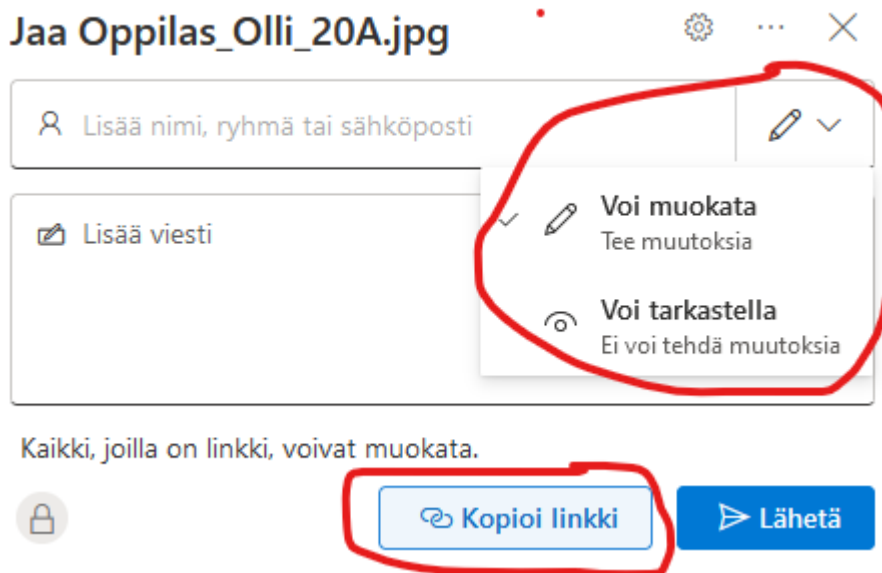 Jaa Oppilas_Olli_20A.jpg
Lisää nimi, ryhmä tai sähköposti
Voi muokata
Tee muutoksia
Lisää viesti
Voi tarkastella
Ei voi tehdä muutoksia
Kaikki, joilla on linkki, voivat muokata.
Kopioi linkki
Lähetä